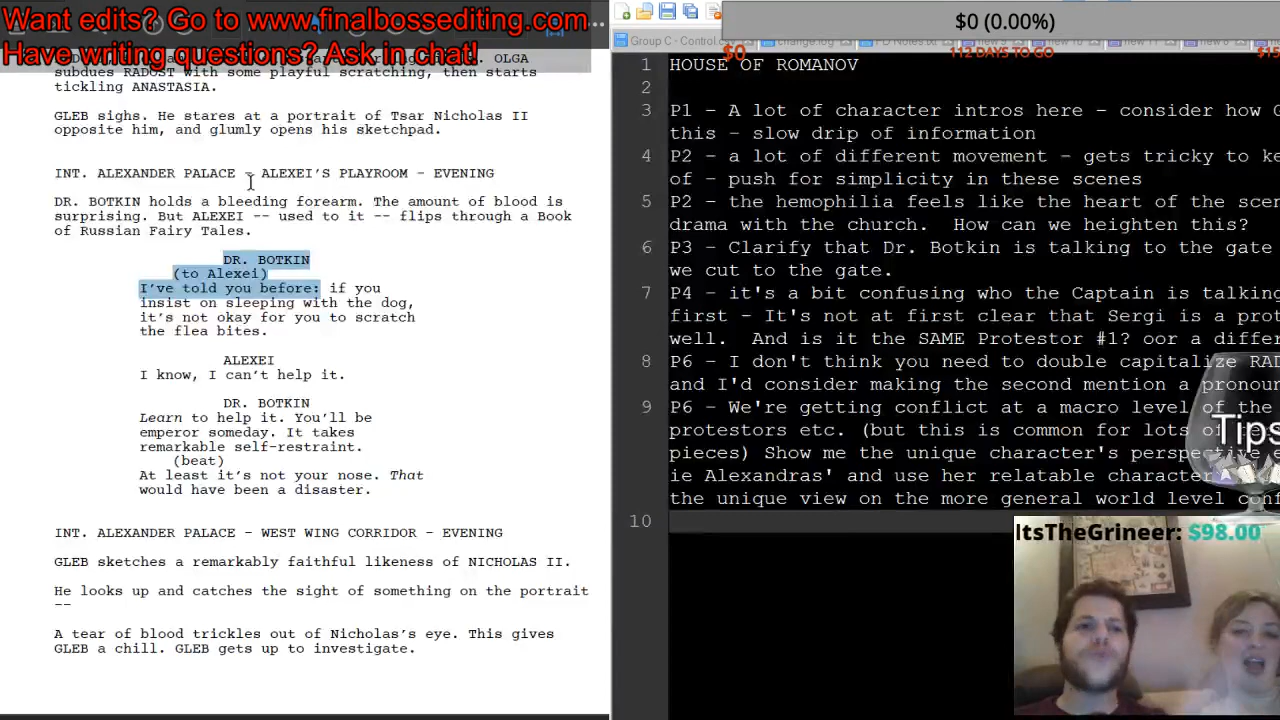 Want edits? Go to www.finalbossediting.com
Have writing questions? Ask in chat!
OLGA
subdues RADOST with some playful scratching, then starts
tickling ANASTASIA.
GLEB sighs. He stares at a portrait of Tsar Nicholas II
opposite him, and glumly opens his sketchpad.
INT. ALEXANDER PALACE – ALEXEI'S PLAYROOM – EVENING
DR. BOTKIN holds a bleeding forearm. The amount of blood is
surprising. But ALEXEI -- used to it -- flips through a Book
of Russian Fairy Tales.
DR. BOTKIN
(to Alexei)
I've told you before: if you
insist on sleeping with the dog,
it's not okay for you to scratch
the flea bites.
ALEXEI
I know, I can't help it.
DR. BOTKIN
Learn to help it. You'll be
emperor someday. It takes
remarkable self-restraint.
(beat)
At least it's not your nose. That
would have been a disaster.
INT. ALEXANDER PALACE – WEST WING CORRIDOR – EVENING
GLEB sketches a remarkably faithful likeness of NICHOLAS II.
He looks up and catches the sight of something on the portrait
--
A tear of blood trickles out of Nicholas's eye. This gives
GLEB a chill. GLEB gets up to investigate.
$0 (0.00%)
$0
112 DAYS TO GO
$15
Group C - Control.cs
change.log
PD Notes.txt
1 HOUSE OF ROMANOV
2
3 P1 - A lot of character intros here - consider how
this - slow drip of information
4 P2 - a lot of different movement - gets tricky to
of - push for simplicity in these scenes
5 P2 - the hemophilia feels like the heart of the
drama with the church. How can we heighten this?
6 P3 - Clarify that Dr. Botkin is talking to the gate
we cut to the gate.
7 P4 - it's a bit confusing who the Captain is
first - It's not at first clear that Sergi is a
well. And is it the SAME Protestor #1? oor a
8 P6 - I don't think you need to double capitalize
and I'd consider making the second mention a
9 P6 - We're getting conflict at a macro level of the
protestors etc. (but this is common for lots of
pieces) Show me the unique character's
ie Alexandras' and use her relatable
the unique view on the more general world level
10
Tips
ItsTheGrineer: $98.00